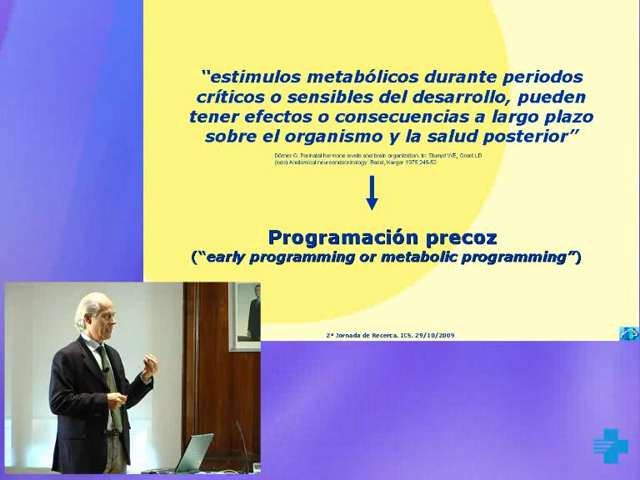 “estimulos metabólicos durante periodos
críticos o sensibles del desarrollo, pueden
tener efectos o consecuencias a largo plazo
sobre el organismo y la salud posterior”
Dörner G. Perinatal hormone levels and brain organization. In: Stumpf WE, Grant LD
(eds) Anatomical neuroendocrinology. Basel, Karger 1975:245-52
Programación precoz
(“early programming or metabolic programming”)
2ª Jornada de Recerca. ICS. 29/10/2009